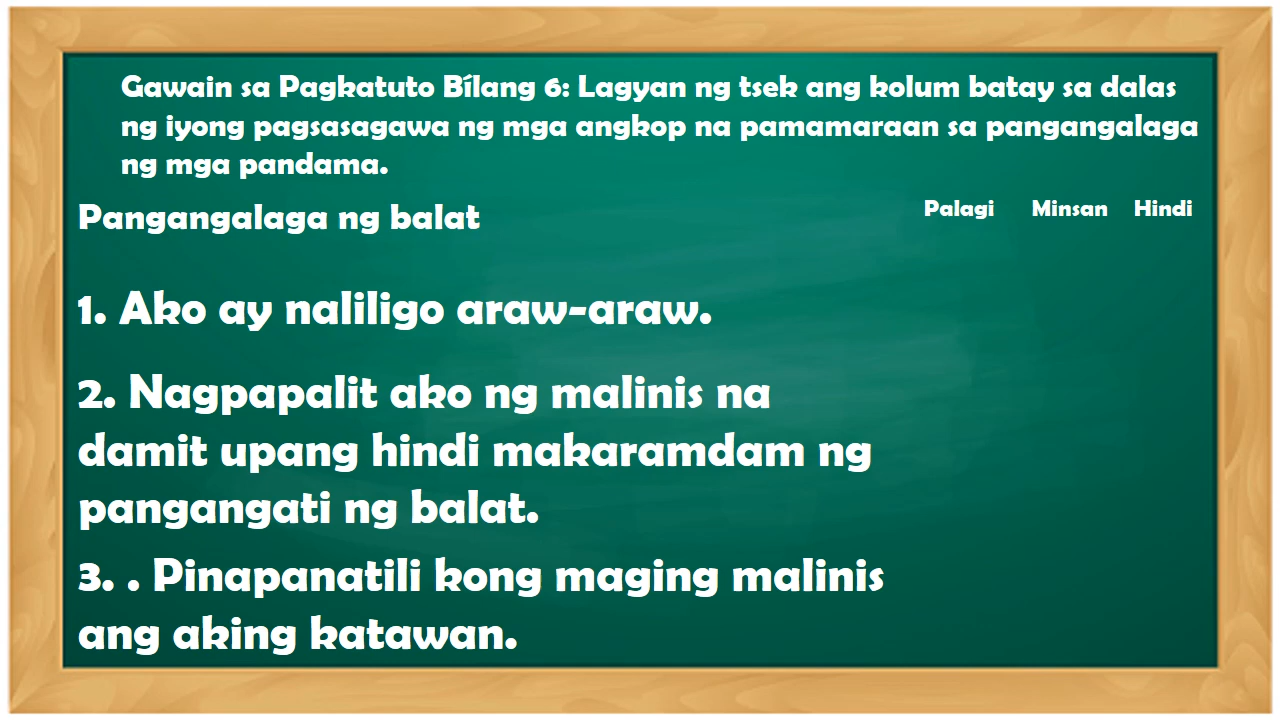 Gawain sa Pagkatuto Bílang 6: Lagyan ng tsek ang kolum batay sa dalas
ng iyong pagsasagawa ng mga angkop na pamamaraan sa pangangalaga
ng mga pandama.
Pangangalaga ng balat
Palagi Minsan Hindi
1. Ako ay naliligo araw-araw.
2. Nagpapalit ako ng malinis na
damit upang hindi makaramdam ng
pangangati ng balat.
3. . Pinapanatili kong maging malinis
ang aking katawan.